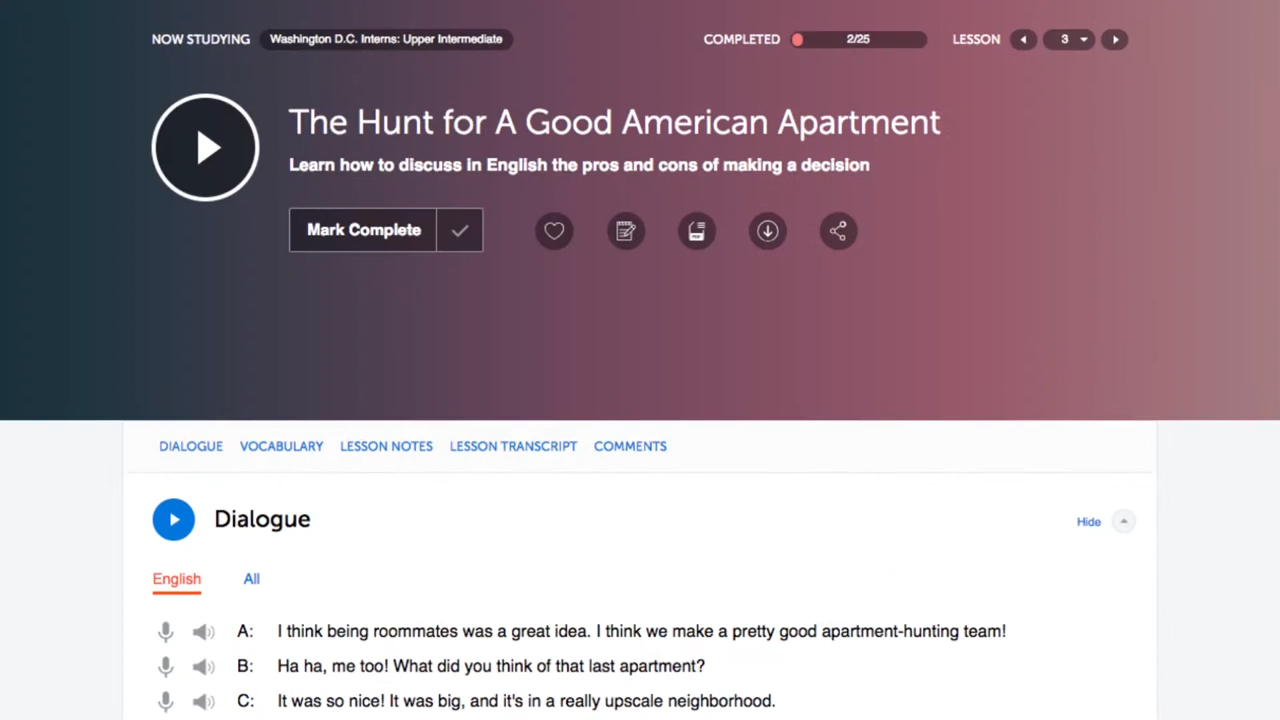 NOW STUDYING Washington D.C. Interns: Upper Intermediate COMPLETED 2/25 LESSON 3
The Hunt for A Good American Apartment
Learn how to discuss in English the pros and cons of making a decision
Mark Complete
PDF
DIALOGUE VOCABULARY LESSON NOTES LESSON TRANSCRIPT COMMENTS
Dialogue Hide
English All
A: I think being roommates was a great idea. I think we make a pretty good apartment-hunting team!
B: Ha ha, me too! What did you think of that last apartment?
C: It was so nice! It was big, and it's in a really upscale neighborhood.